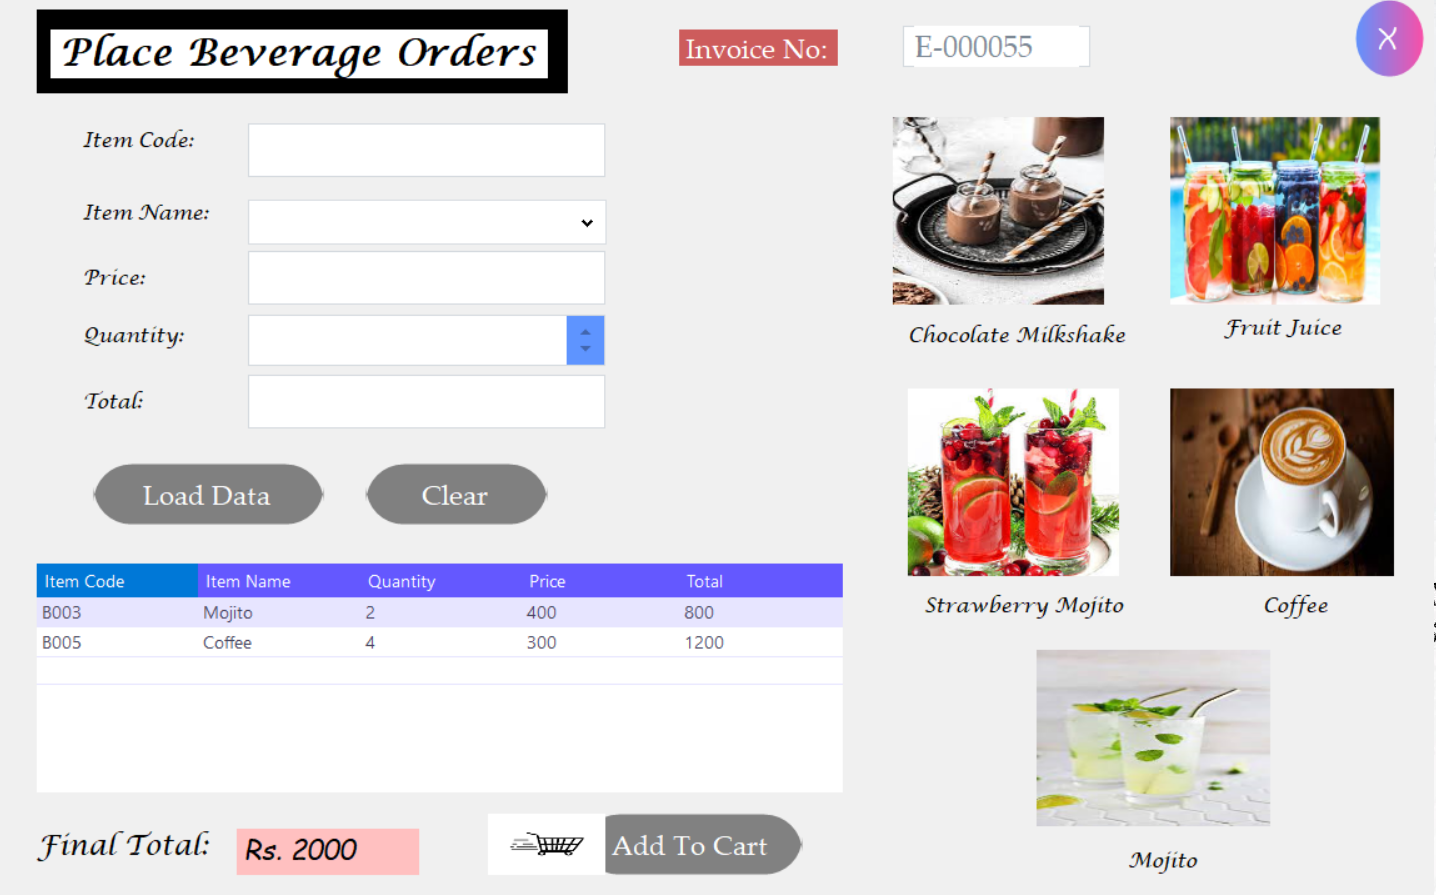 Place Beverage Orders
Invoice No: E-000055
X
Item Code:
Item Name:
Price:
Quantity:
Total:
Load Data
Clear
Item Code Item Name Quantity Price Total
B003 Mojito 2 400 800
B005 Coffee 4 300 1200
Final Total: Rs. 2000
Add To Cart
Chocolate Milkshake
Fruit Juice
Strawberry Mojito
Coffee
Mojito